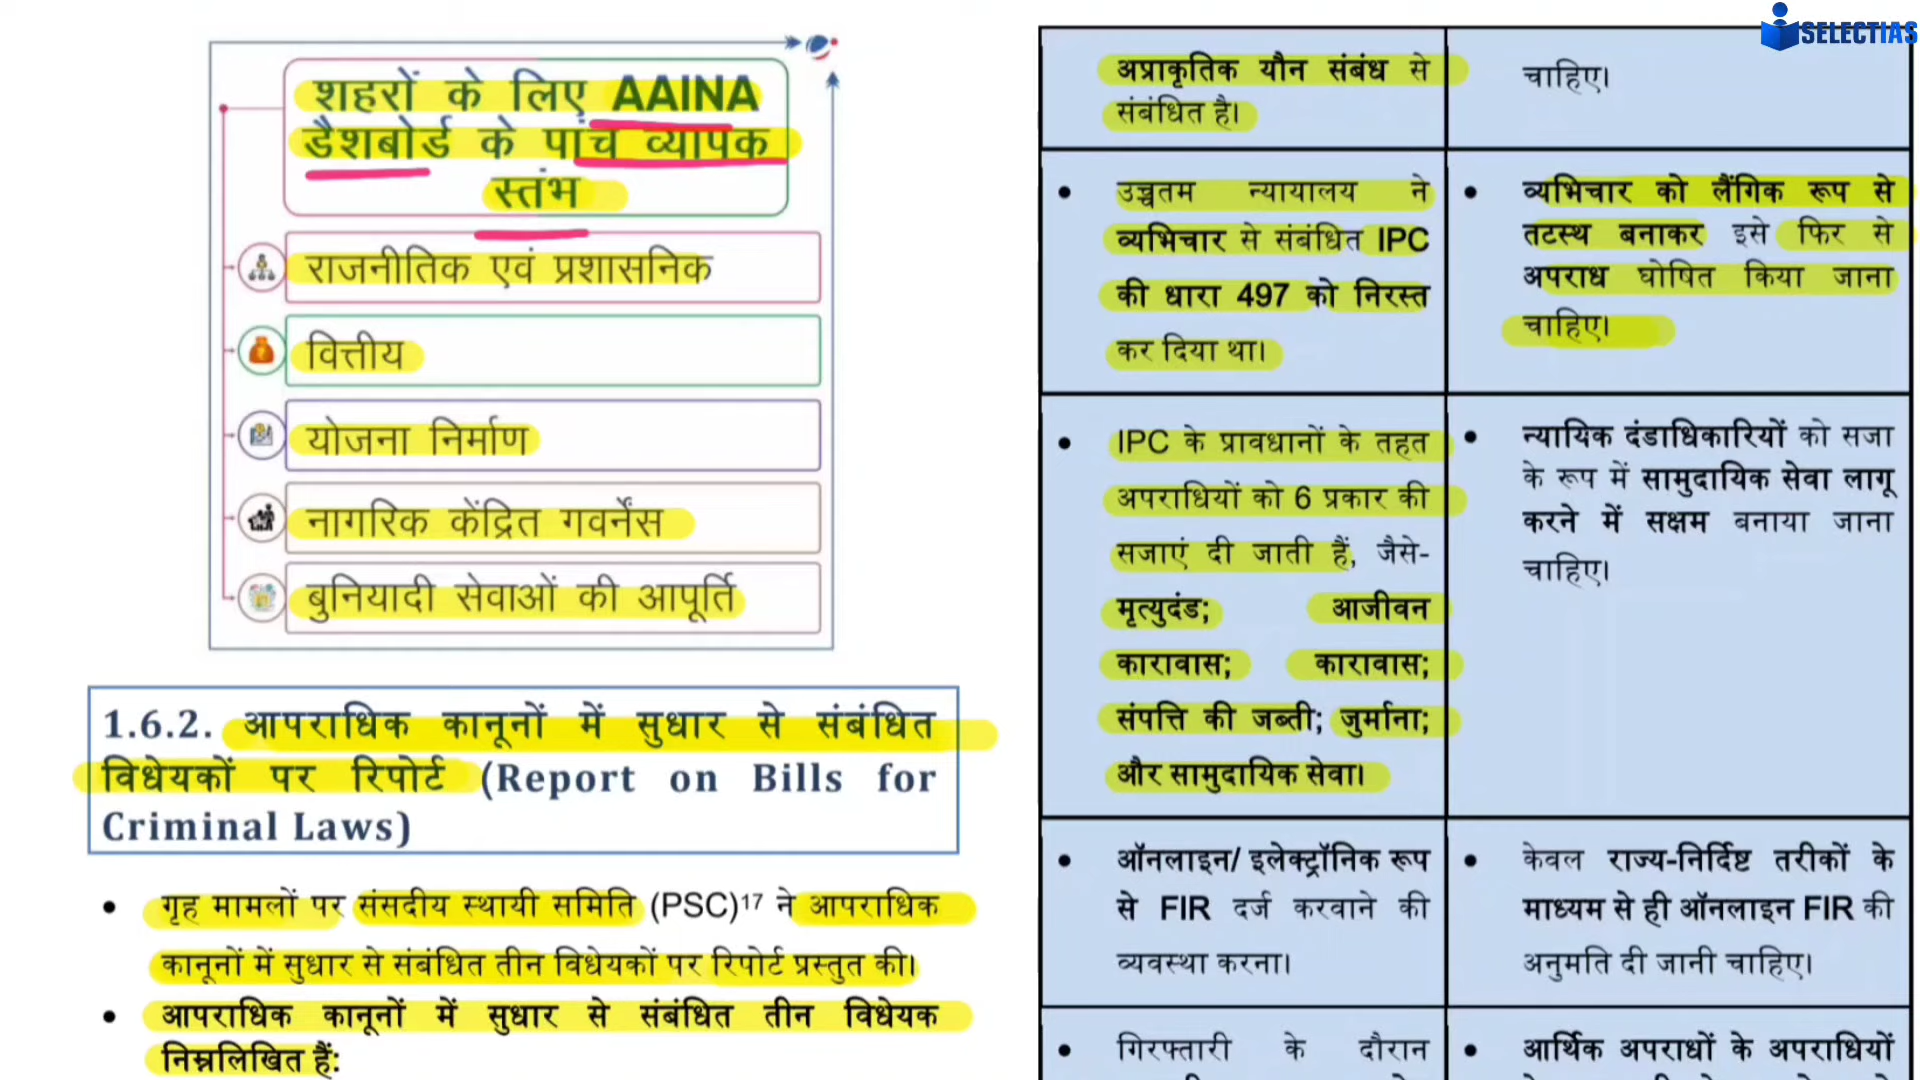 SELECTIAS
शहरों के लिए AAINA
डैशबोर्ड के पांच व्यापक
स्तंभ
राजनीतिक एवं प्रशासनिक
वित्तीय
योजना निर्माण
नागरिक केंद्रित गवर्नेंस
बुनियादी सेवाओं की आपूर्ति
1.6.2. आपराधिक कानूनों में सुधार से संबंधित
विधेयकों पर रिपोर्ट (Report on Bills for
Criminal Laws)
• गृह मामलों पर संसदीय स्थायी समिति (PSC)17 ने आपराधिक
कानूनों में सुधार से संबंधित तीन विधेयकों पर रिपोर्ट प्रस्तुत की।
• आपराधिक कानूनों में सुधार से संबंधित तीन विधेयक
निम्नलिखित हैं:
अप्राकृतिक यौन संबंध से
संबंधित है।
चाहिए।
• उच्चतम न्यायालय ने
व्यभिचार से संबंधित IPC
की धारा 497 को निरस्त
कर दिया था।
• व्यभिचार को लैंगिक रूप से
तटस्थ बनाकर इसे फिर से
अपराध घोषित किया जाना
चाहिए।
• IPC के प्रावधानों के तहत
अपराधियों को 6 प्रकार की
सजाएं दी जाती हैं, जैसे-
मृत्युदंड; आजीवन
कारावास; कारावास;
संपत्ति की जब्ती; जुर्माना;
और सामुदायिक सेवा।
• न्यायिक दंडाधिकारियों को सजा
के रूप में सामुदायिक सेवा लागू
करने में सक्षम बनाया जाना
चाहिए।
• ऑनलाइन/ इलेक्ट्रॉनिक रूप
से FIR दर्ज करवाने की
व्यवस्था करना।
• केवल राज्य-निर्दिष्ट तरीकों के
माध्यम से ही ऑनलाइन FIR की
अनुमति दी जानी चाहिए।
• गिरफ्तारी के दौरान
• आर्थिक अपराधों के अपराधियों